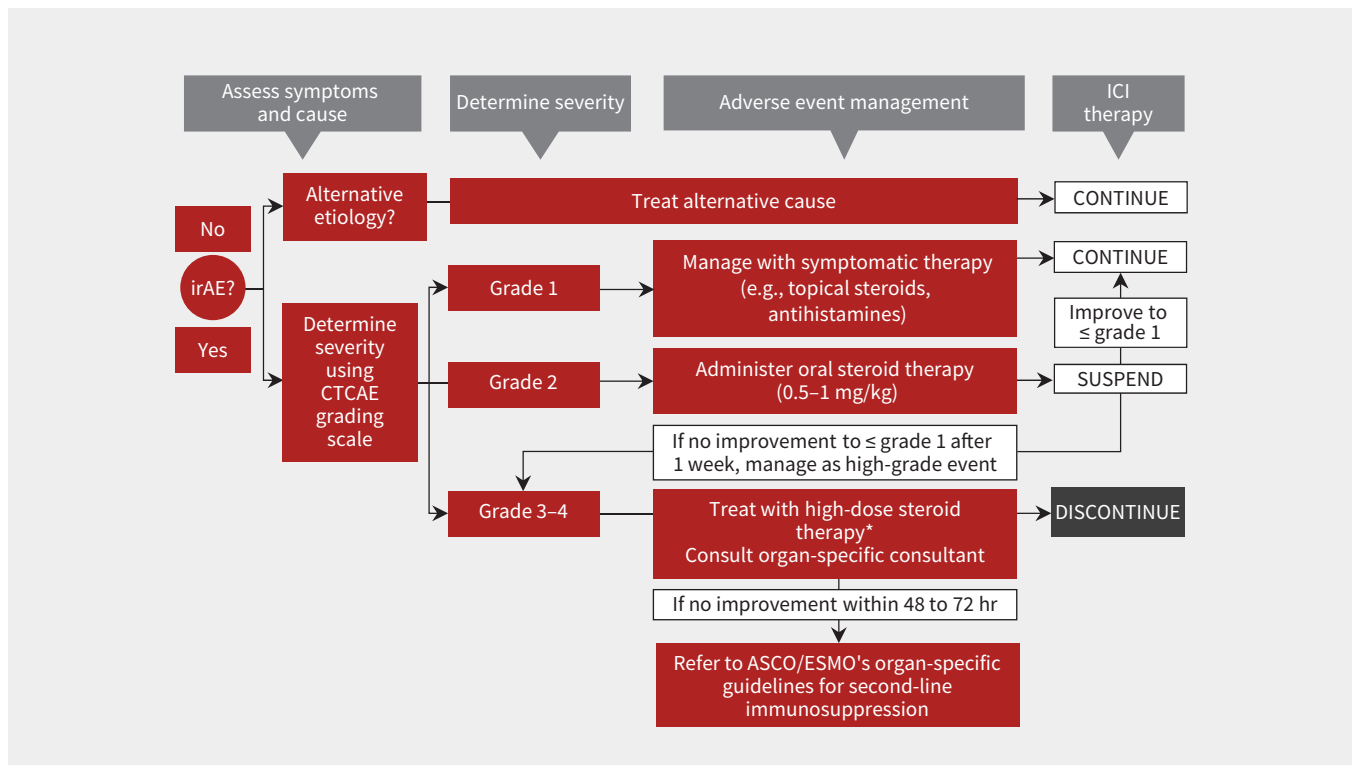 Assess symptoms
and cause
Determine severity
Adverse event management
ICI
therapy
No
irAE?
Yes
Alternative
etiology?
Treat alternative cause
CONTINUE
Determine
severity
using
CTCAE
grading
scale
Grade 1
Manage with symptomatic therapy
(e.g., topical steroids,
antihistamines)
CONTINUE
Improve to
≤ grade 1
Grade 2
Administer oral steroid therapy
(0.5–1 mg/kg)
SUSPEND
If no improvement to ≤ grade 1 after
1 week, manage as high-grade event
Grade 3–4
Treat with high-dose steroid
therapy*
Consult organ-specific consultant
DISCONTINUE
If no improvement within 48 to 72 hr
Refer to ASCO/ESMO's organ-specific
guidelines for second-line
immunosuppression